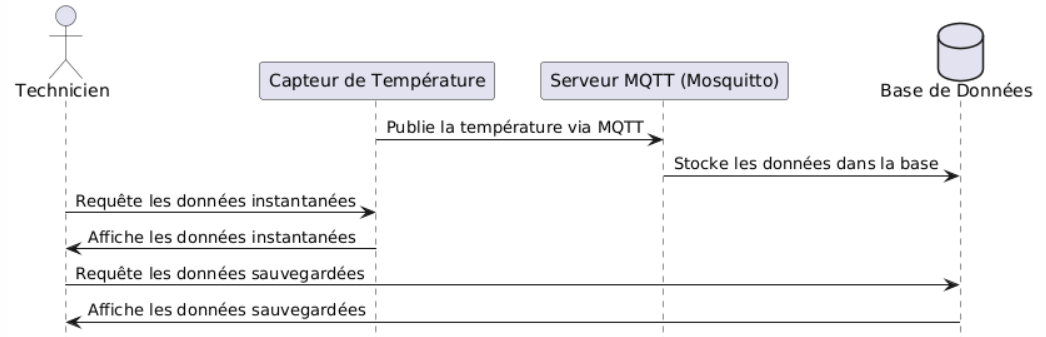 Technicien
Capteur de Température
Serveur MQTT (Mosquitto)
Base de Données
Publie la température via MQTT
Stocke les données dans la base
Requête les données instantanées
Affiche les données instantanées
Requête les données sauvegardées
Affiche les données sauvegardées